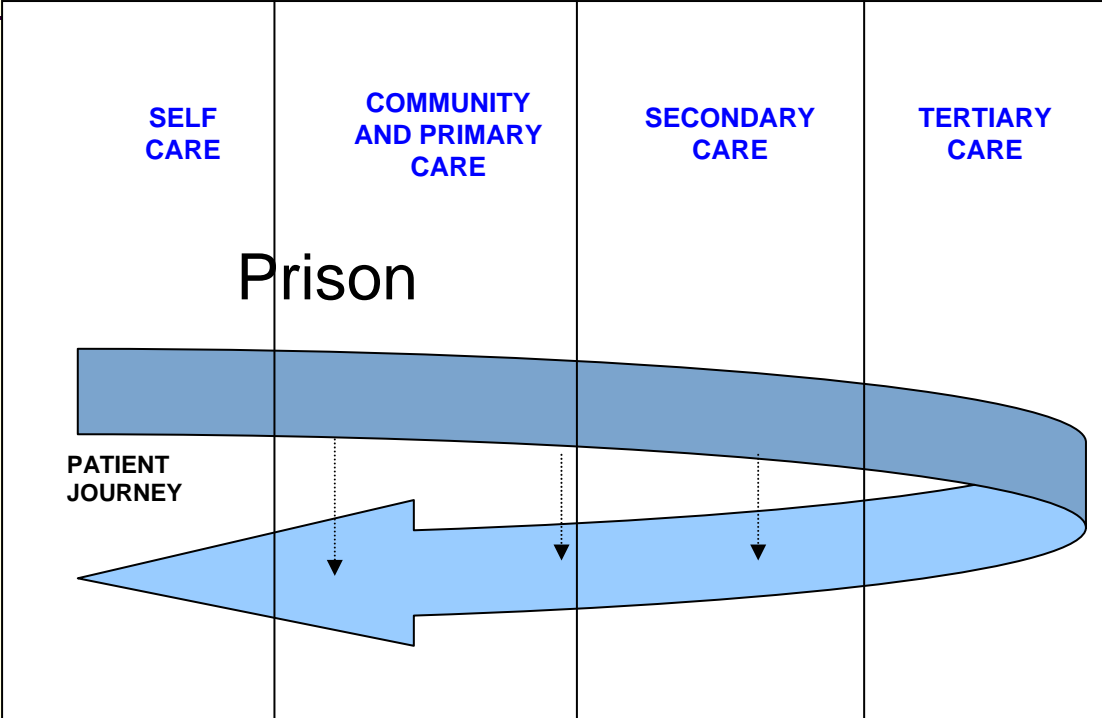 SELF
CARE
COMMUNITY
AND PRIMARY
CARE
SECONDARY
CARE
TERTIARY
CARE
Prison
PATIENT
JOURNEY